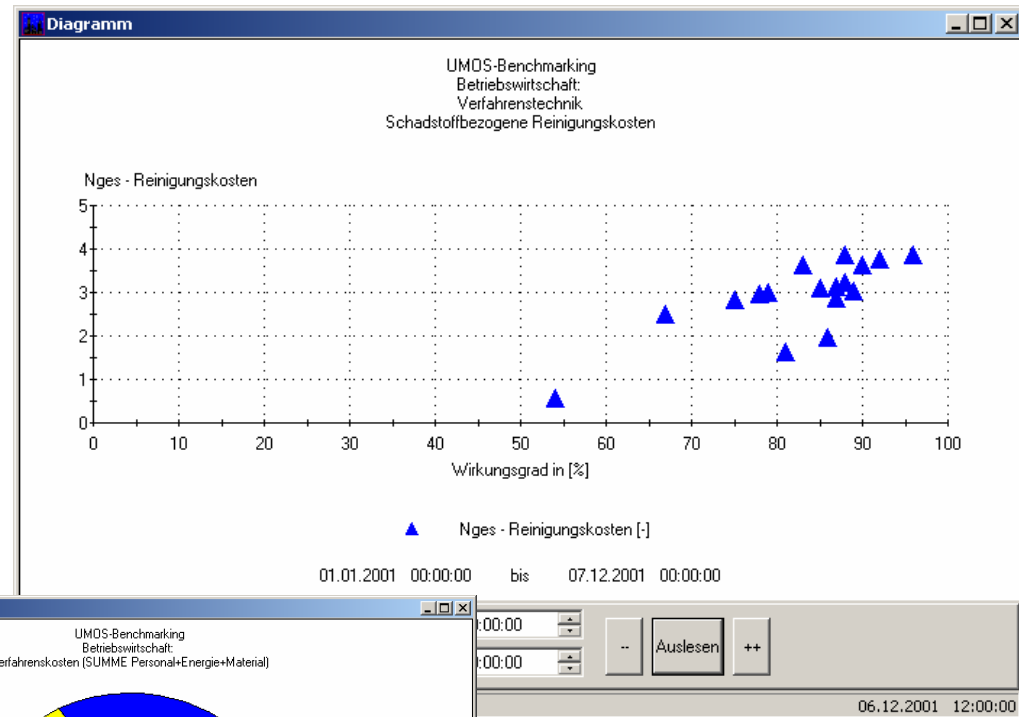 Diagramm
UMOS-Benchmarking
Betriebswirtschaft:
Verfahrenstechnik
Schadstoffbezogene Reinigungskosten
Nges - Reinigungskosten
5
4
3
2
1
0
0 10 20 30 40 50 60 70 80 90 100
Wirkungsgrad in [%]
Nges - Reinigungskosten [-]
01.01.2001 00:00:00 bis 07.12.2001 00:00:00
:00:00
:00:00
-- Auslesen ++
06.12.2001 12:00:00
UMOS-Benchmarking
Betriebswirtschaft:
erfahrenskosten (SUMME Personal+Energie+Material)